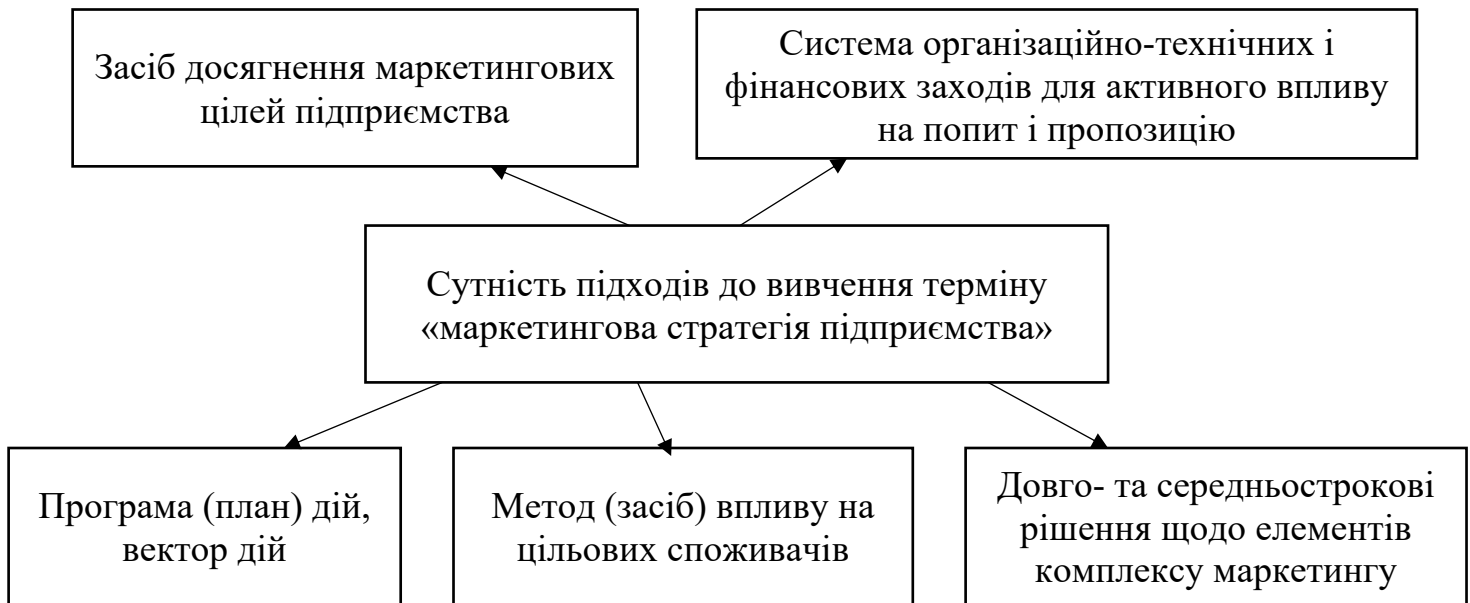 Засіб досягнення маркетингових
цілей підприємства
Система організаційно-технічних і
фінансових заходів для активного впливу
на попит і пропозицію
Сутність підходів до вивчення терміну
«маркетингова стратегія підприємства»
Програма (план) дій,
вектор дій
Метод (засіб) впливу на
цільових споживачів
Довго- та середньострокові
рішення щодо елементів
комплексу маркетингу